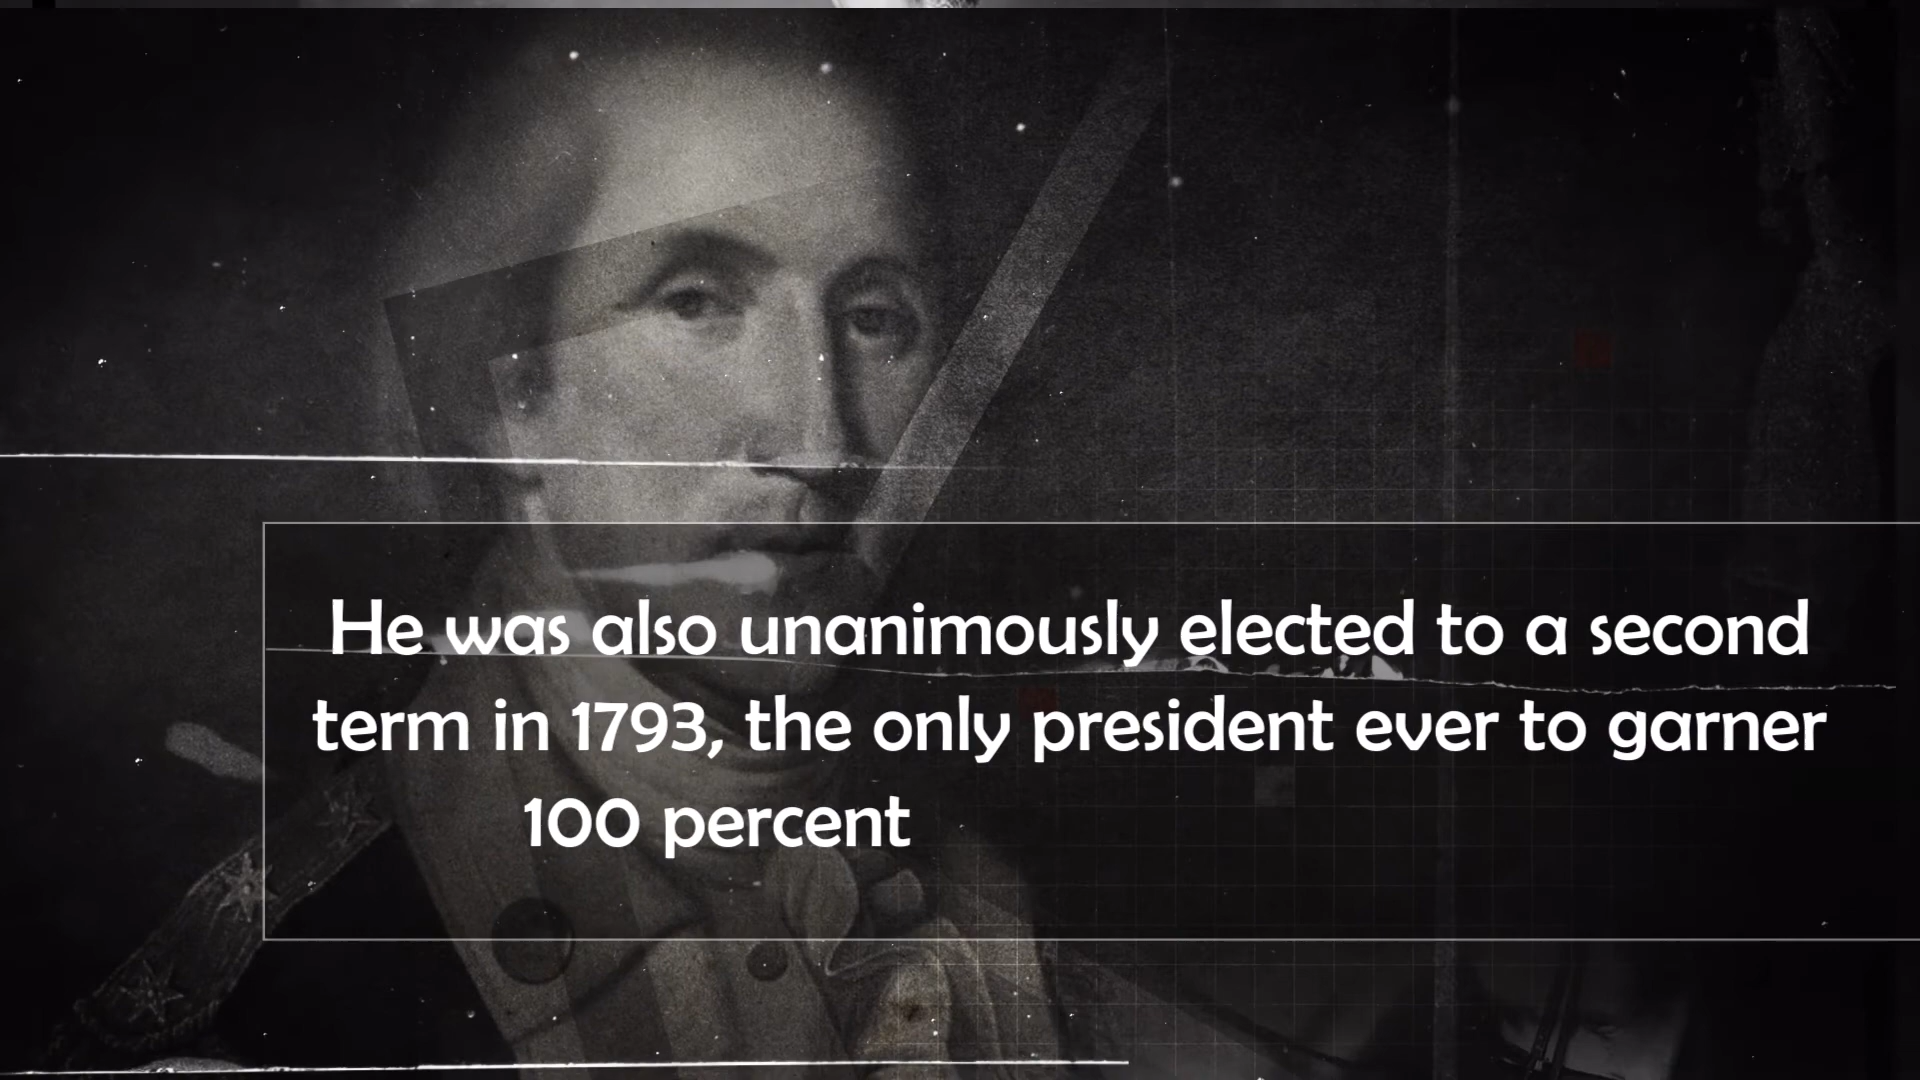 He was also unanimously elected to a second
term in 1793, the only president ever to garner
100 percent